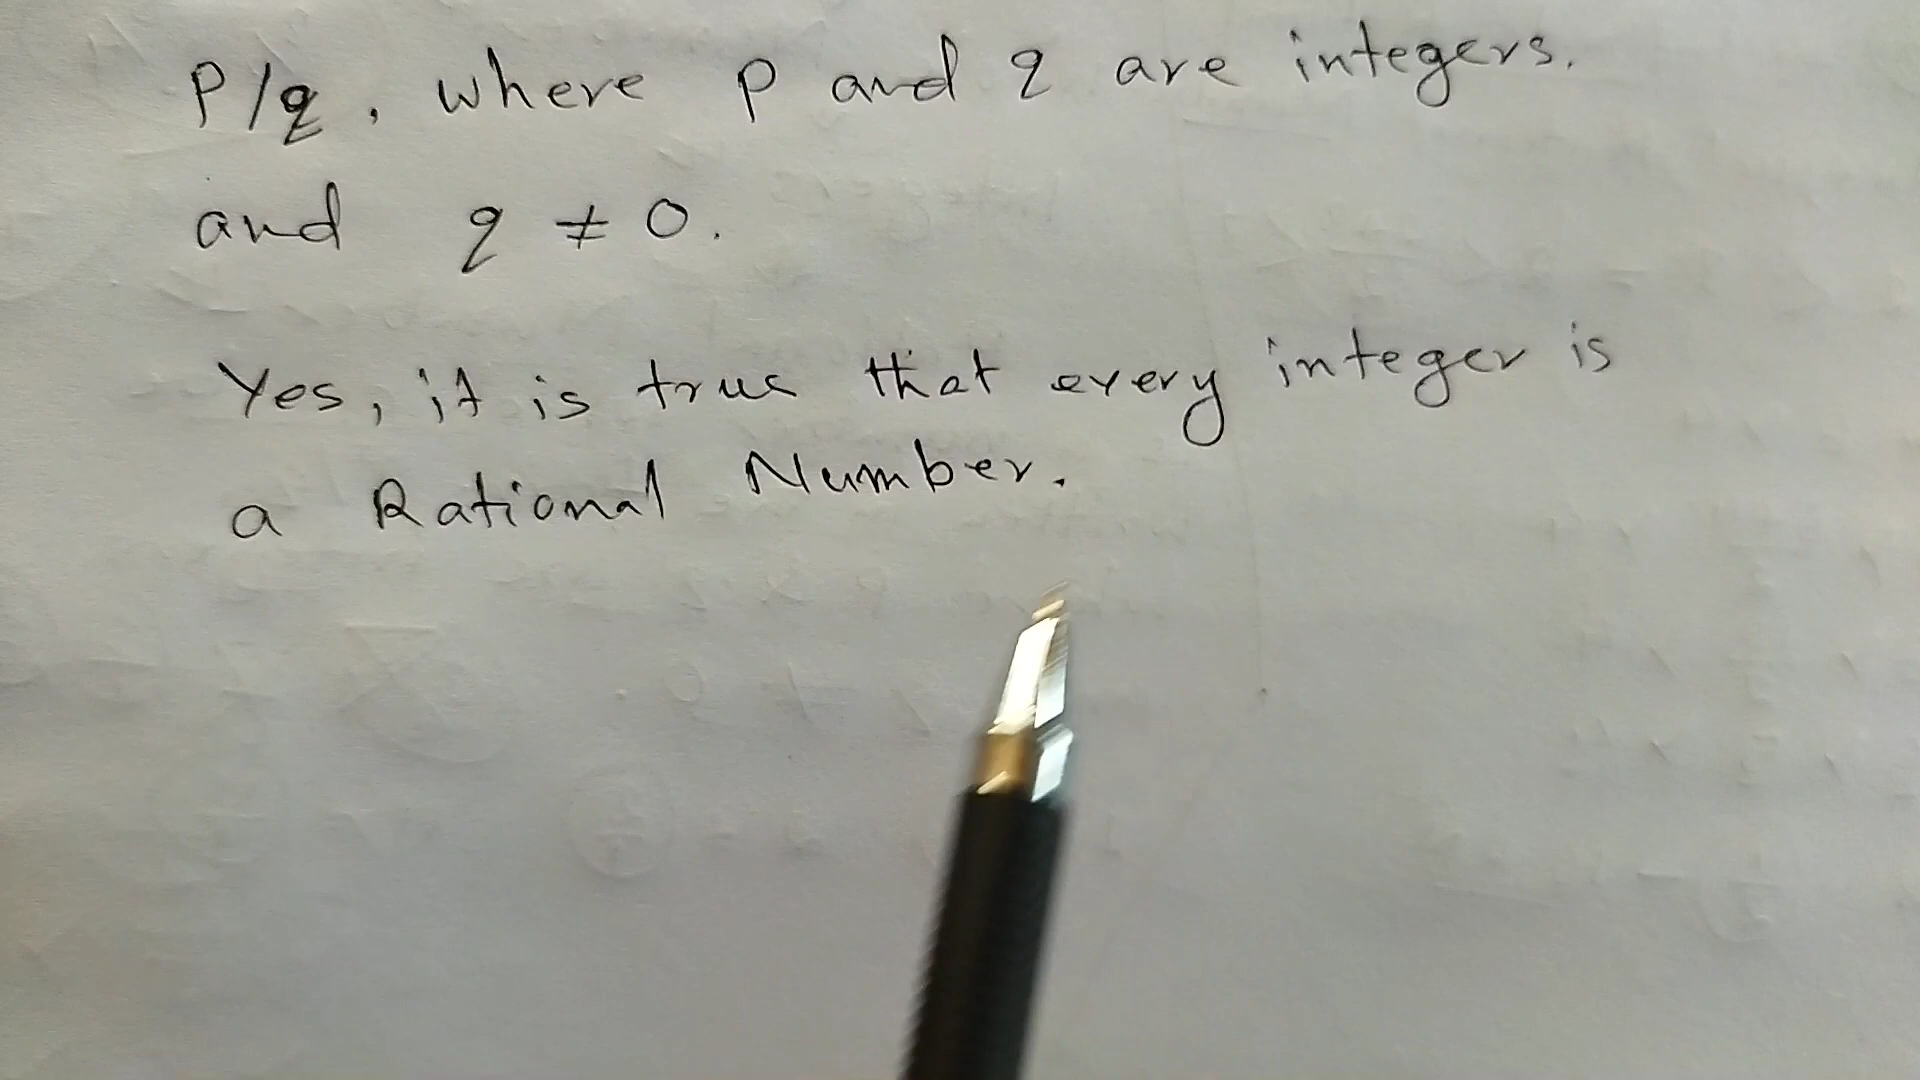 P/q, where p and q are integers.
and q ≠ 0.
Yes, it is true that every integer is
a Rational Number.